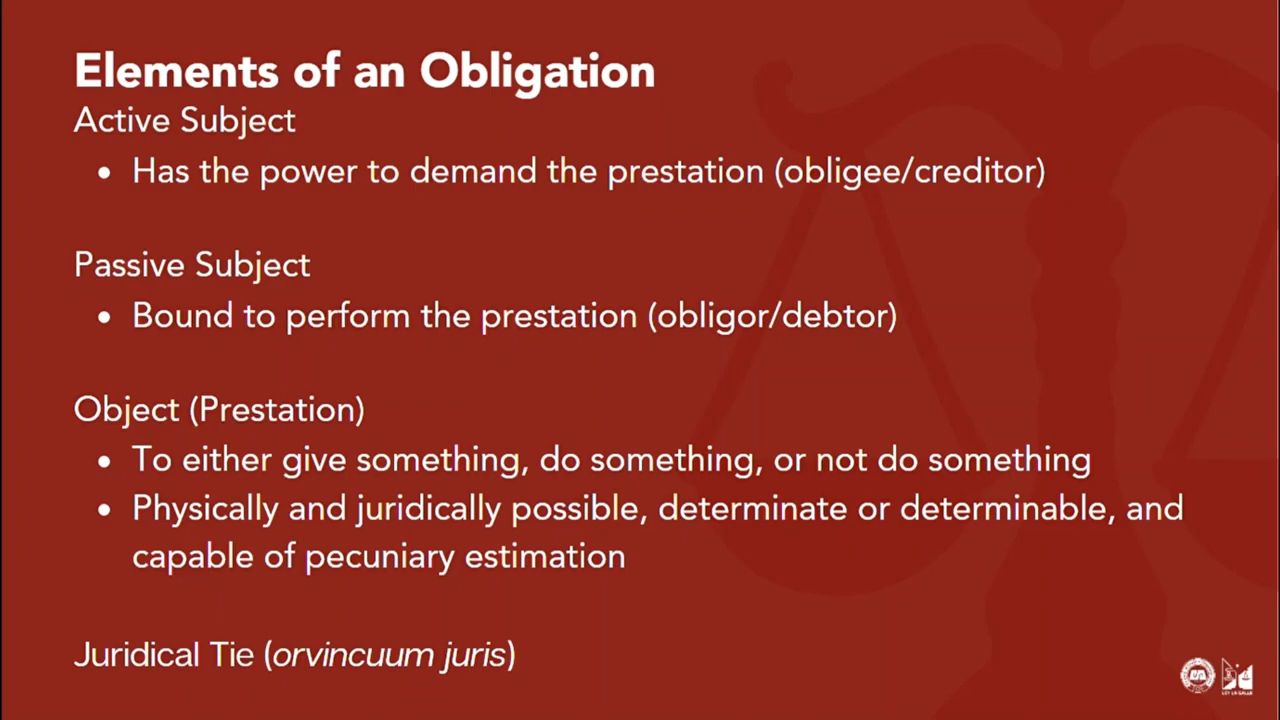 Elements of an Obligation
Active Subject
• Has the power to demand the prestation (obligee/creditor)
Passive Subject
• Bound to perform the prestation (obligor/debtor)
Object (Prestation)
• To either give something, do something, or not do something
• Physically and juridically possible, determinate or determinable, and
capable of pecuniary estimation
Juridical Tie (orvincuum juris)